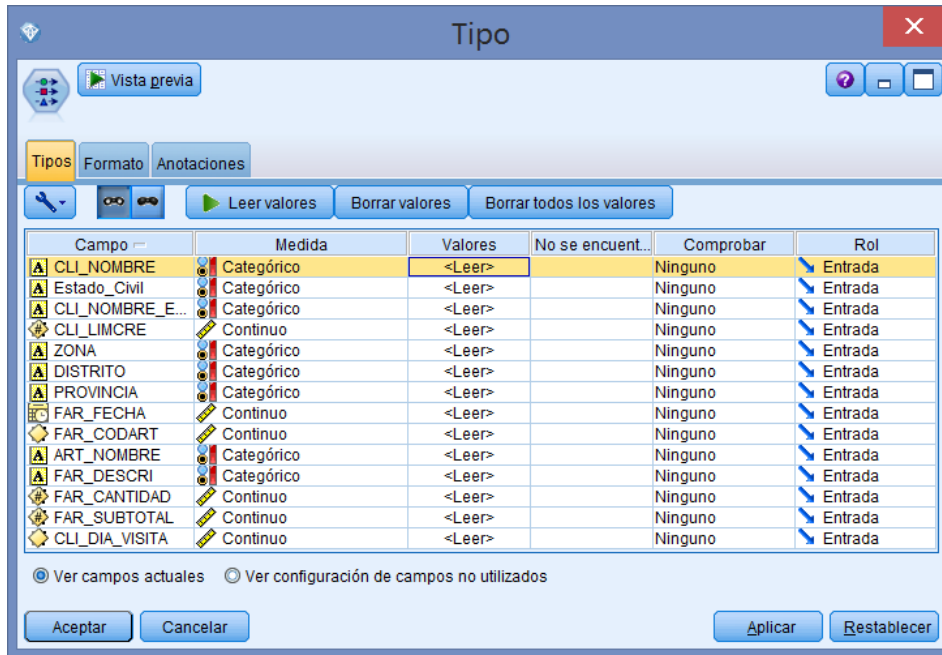 Tipo
Vista previa
Tipos Formato Anotaciones
Leer valores Borrar valores Borrar todos los valores
Campo Medida Valores No se encuent... Comprobar Rol
CLI_NOMBRE Categórico <Leer> Ninguno Entrada
Estado_Civil Categórico <Leer> Ninguno Entrada
CLI_NOMBRE_E... Categórico <Leer> Ninguno Entrada
CLI_LIMCRE Continuo <Leer> Ninguno Entrada
ZONA Categórico <Leer> Ninguno Entrada
DISTRITO Categórico <Leer> Ninguno Entrada
PROVINCIA Categórico <Leer> Ninguno Entrada
FAR_FECHA Continuo <Leer> Ninguno Entrada
FAR_CODART Continuo <Leer> Ninguno Entrada
ART_NOMBRE Categórico <Leer> Ninguno Entrada
FAR_DESCRI Categórico <Leer> Ninguno Entrada
FAR_CANTIDAD Continuo <Leer> Ninguno Entrada
FAR_SUBTOTAL Continuo <Leer> Ninguno Entrada
CLI_DIA_VISITA Continuo <Leer> Ninguno Entrada
Ver campos actuales Ver configuración de campos no utilizados
Aceptar Cancelar Aplicar Restablecer